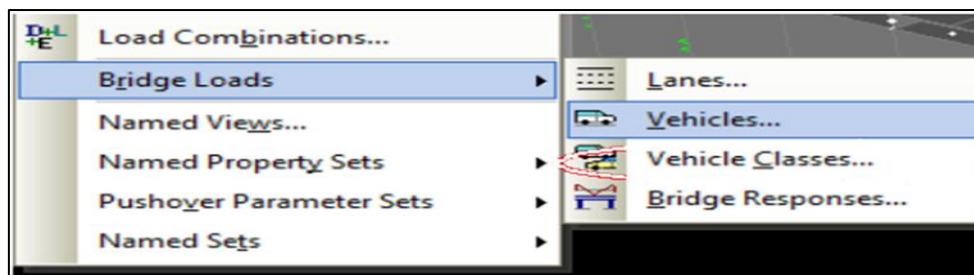 D+L
+E
Load Combinations...
Bridge Loads
Named Views...
Named Property Sets
Pushover Parameter Sets
Named Sets
Lanes...
Vehicles...
Vehicle Classes...
Bridge Responses...